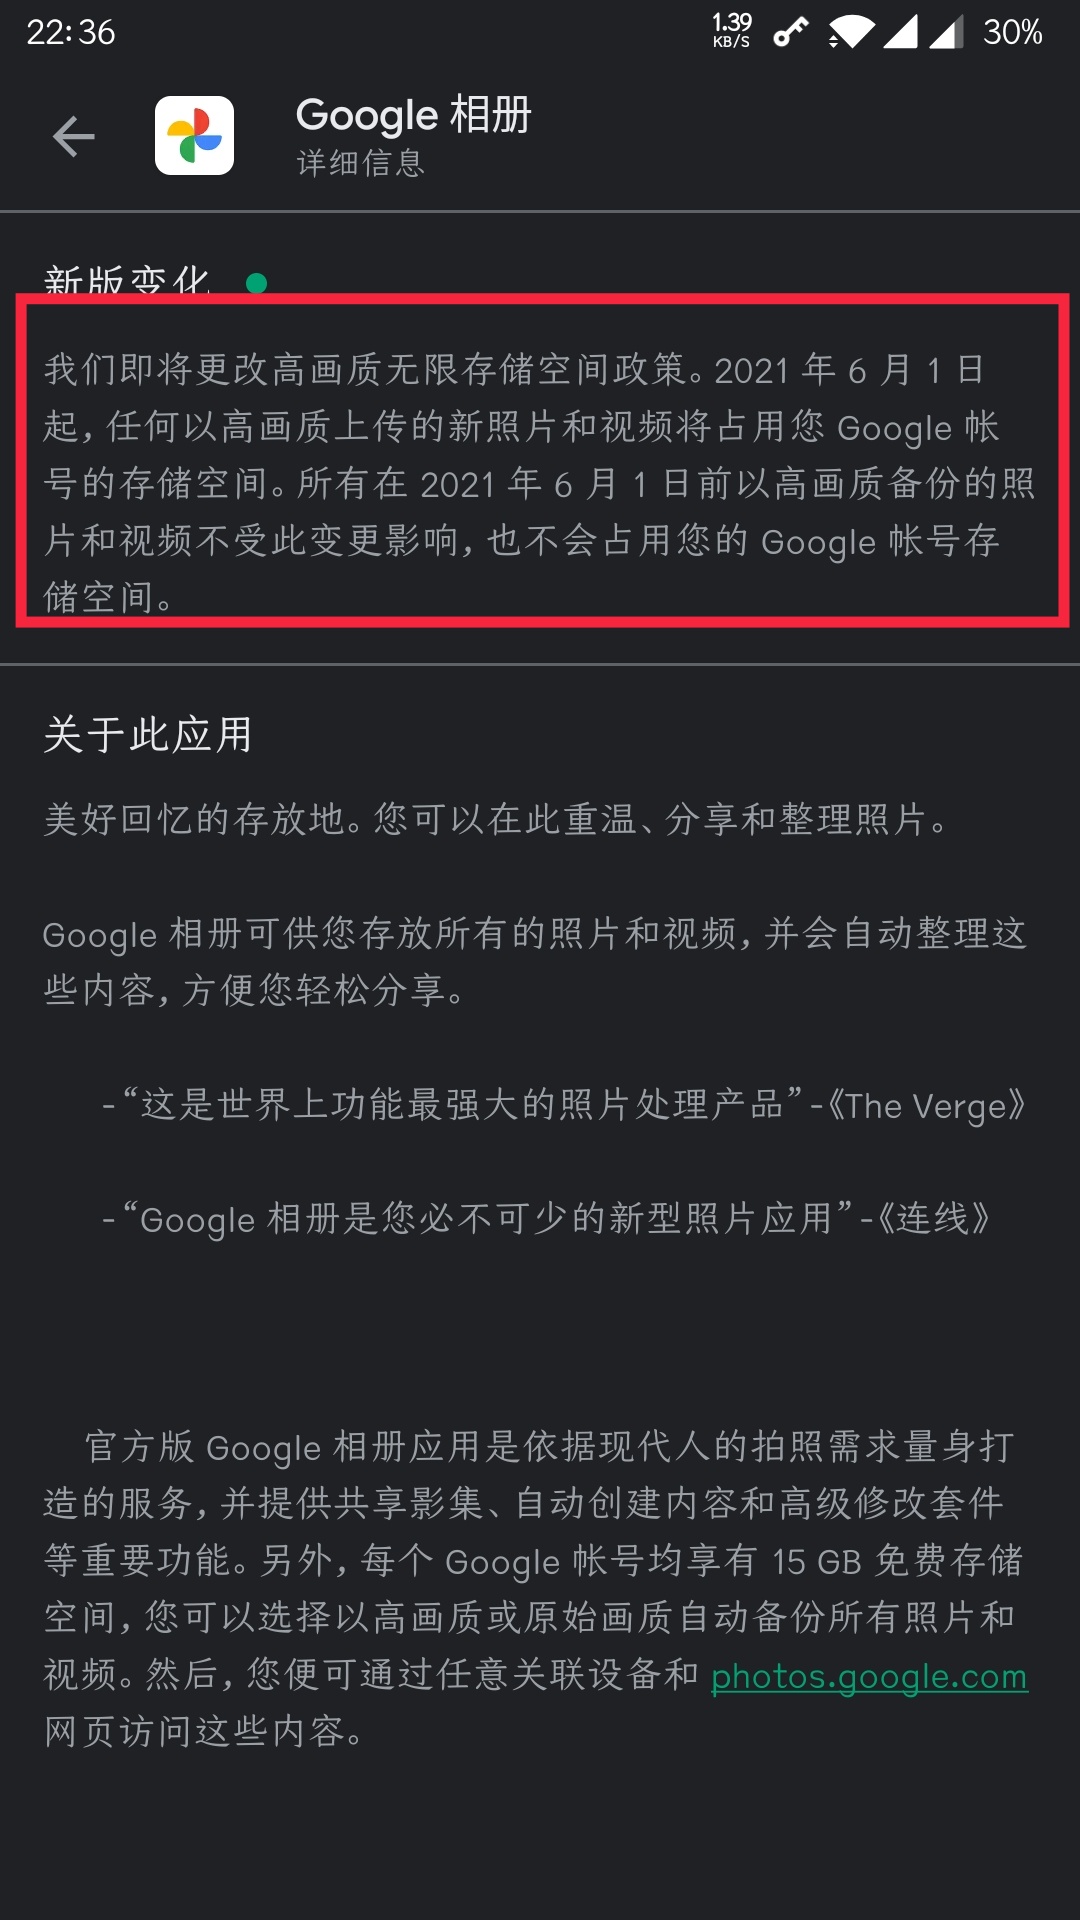 22:36
1.39
KB/S
30%
Google 相册
详细信息
新版变化
我们即将更改高画质无限存储空间政策。2021 年 6 月 1 日
起，任何以高画质上传的新照片和视频将占用您 Google 帐
号的存储空间。所有在 2021 年 6 月 1 日前以高画质备份的照
片和视频不受此变更影响，也不会占用您的 Google 帐号存
储空间。
关于此应用
美好回忆的存放地。您可以在此重温、分享和整理照片。
Google 相册可供您存放所有的照片和视频，并会自动整理这
些内容，方便您轻松分享。
-“这是世界上功能最强大的照片处理产品”-《The Verge》
-“Google 相册是您必不可少的新型照片应用”-《连线》
官方版 Google 相册应用是依据现代人的拍照需求量身打
造的服务，并提供共享影集、自动创建内容和高级修改套件
等重要功能。另外，每个 Google 帐号均享有 15 GB 免费存储
空间，您可以选择以高画质或原始画质自动备份所有照片和
视频。然后，您便可通过任意关联设备和 photos.google.com
网页访问这些内容。